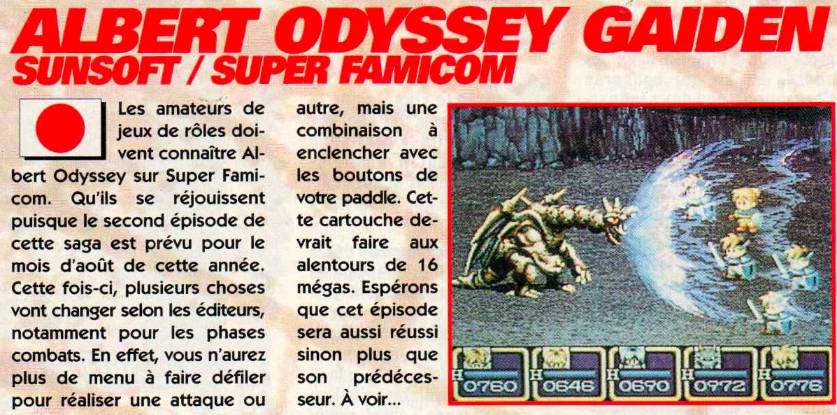 ALBERT ODYSSEY GAIDEN
SUNSOFT / SUPER FAMICOM
Les amateurs de
jeux de rôles doi-
vent connaître Al-
bert Odyssey sur Super Fami-
com. Qu'ils se réjouissent
puisque le second épisode de
cette saga est prévu pour le
mois d'août de cette année.
Cette fois-ci, plusieurs choses
vont changer selon les éditeurs,
notamment pour les phases
combats. En effet, vous n'aurez
plus de menu à faire défiler
pour réaliser une attaque ou
autre, mais une
combinaison à
enclencher avec
les boutons de
votre paddle. Cet-
te cartouche de-
vrait faire aux
alentours de 16
mégas. Espérons
que cet épisode
sera aussi réussi
sinon plus que
son prédéces-
seur. À voir...
H 0760 H 0646 H 0690 H 0972 H 0776